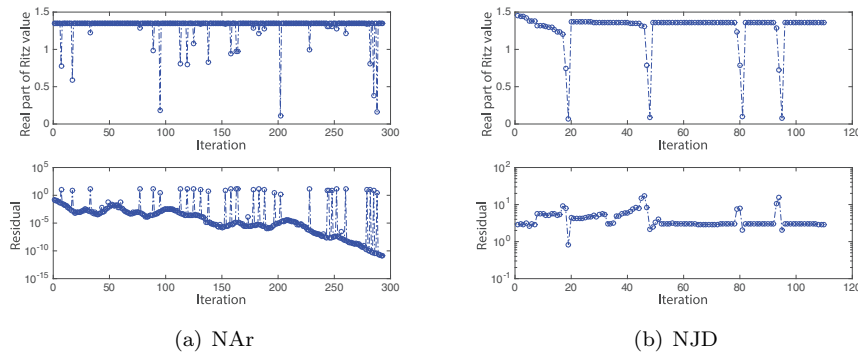 Real part of Ritz value
1.5
1
0.5
0
0 50 100 150 200 250 300
Iteration
Residual
10^5
10^0
10^-5
10^-10
10^-15
0 50 100 150 200 250 300
Iteration
(a) NAr
Real part of Ritz value
1.5
1
0.5
0
0 20 40 60 80 100 120
Iteration
Residual
10^2
10^1
10^0
10^-1
0 20 40 60 80 100 120
Iteration
(b) NJD